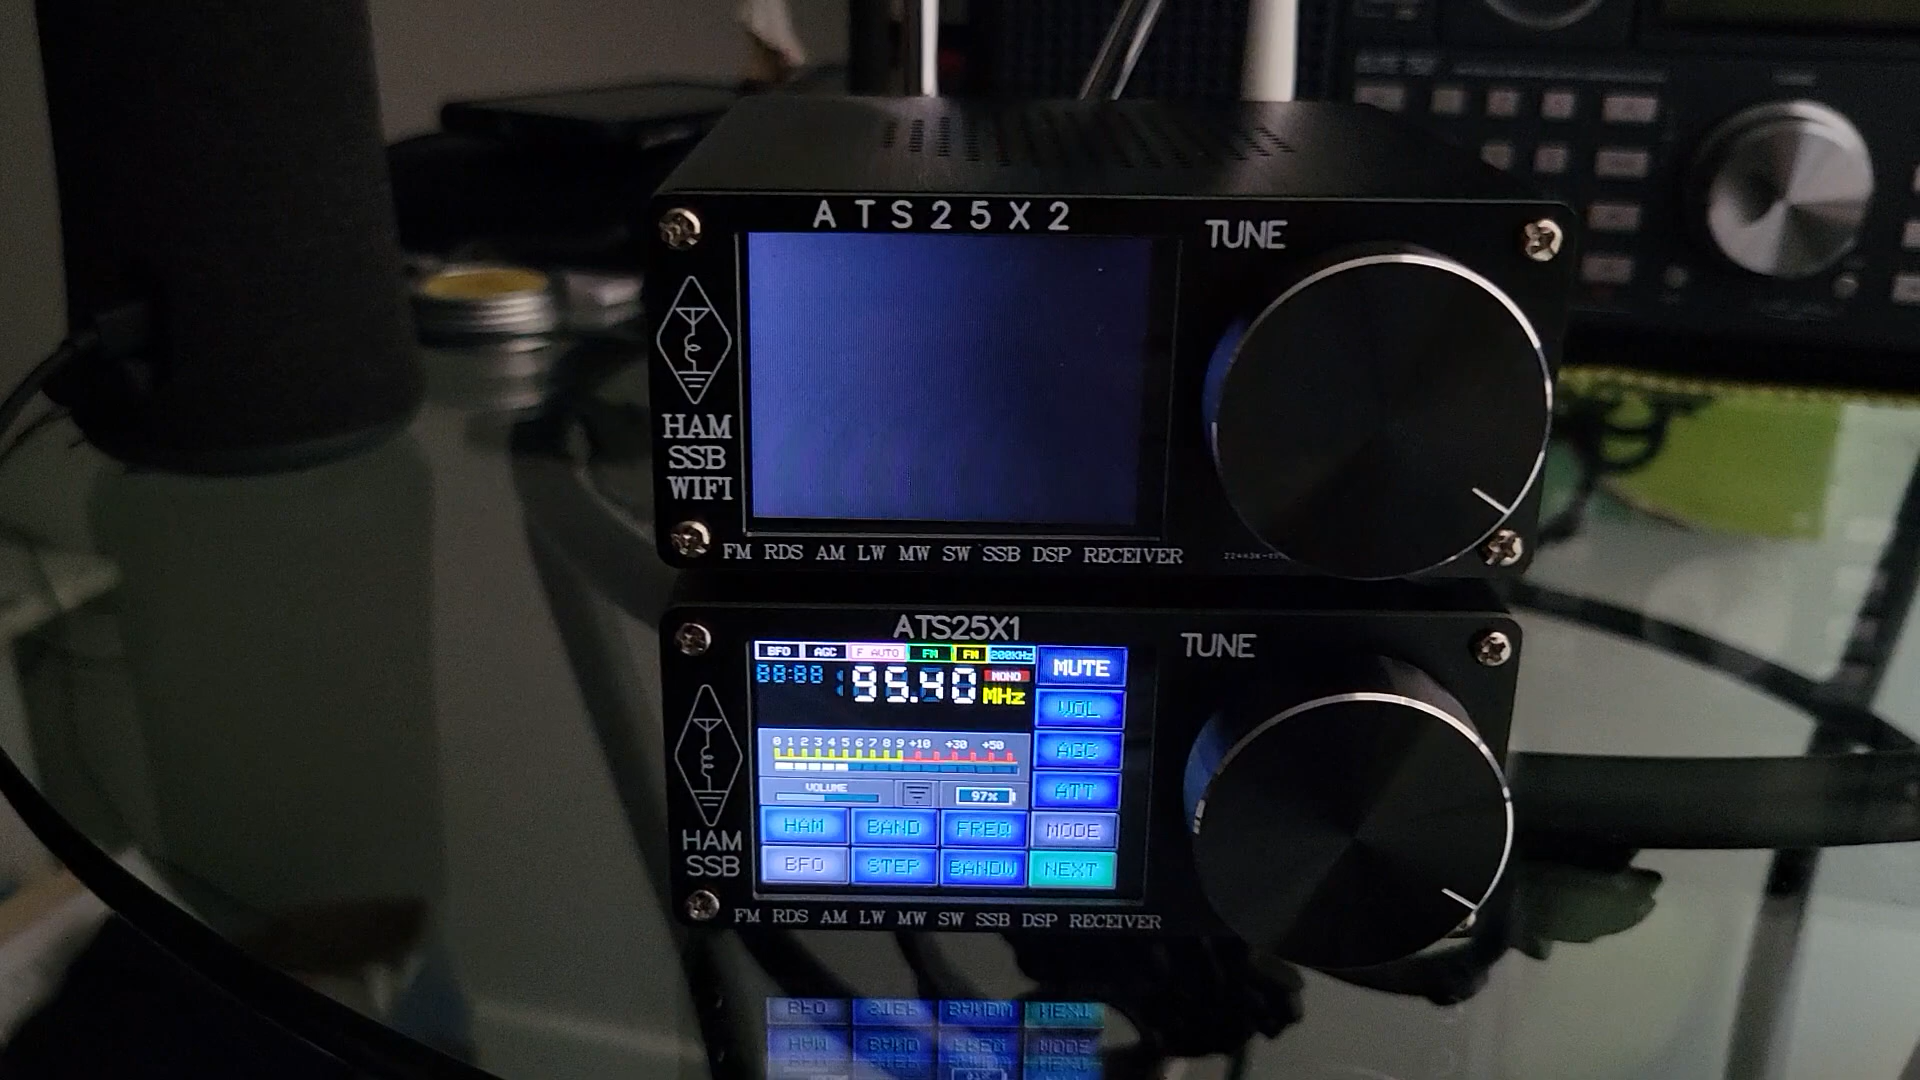 ATS25X2
TUNE
HAM
SSB
WIFI
FM RDS AM LW MW SW SSB DSP RECEIVER
ATS25X1
TUNE
BFO AGC F AUTO FM FM 200KHz
MUTE
88:88 95.40 MONO
MHz
VOL
0 1 2 3 4 5 6 7 8 9 +10 +30 +50
AGC
VOLUME 97% ATT
HAM BAND FREQ MODE
BFO STEP BANDW NEXT
HAM
SSB
FM RDS AM LW MW SW SSB DSP RECEIVER